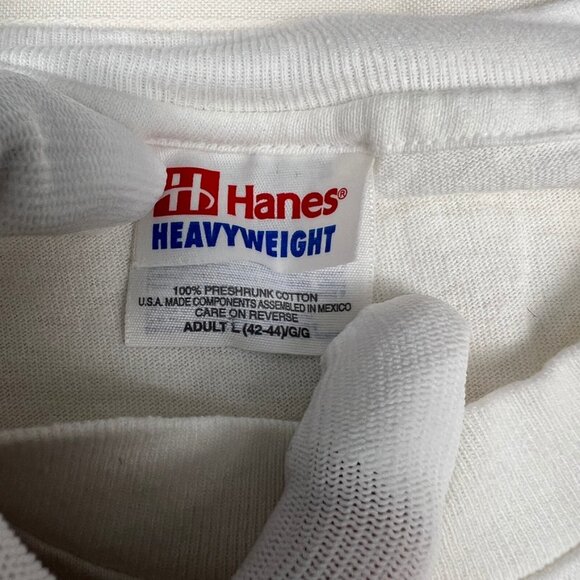 H Hanes®
HEAVYWEIGHT
100% PRESHRUNK COTTON
U.S.A. MADE COMPONENTS ASSEMBLED IN MEXICO
CARE ON REVERSE
ADULT L (42-44)/G/G